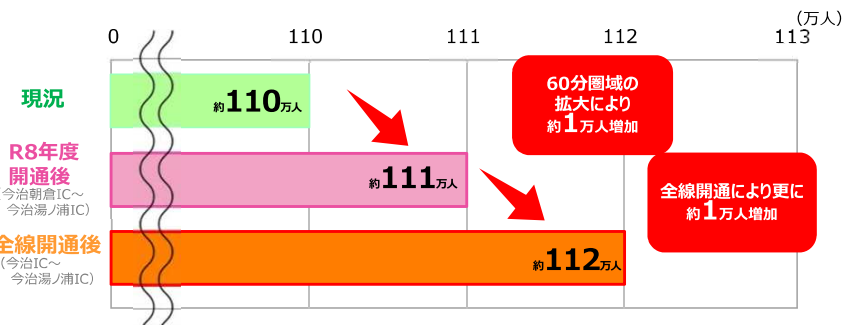 (万人)
0 110 111 112 113
現況
約110万人
60分圏域の
拡大により
約1万人増加
R8年度
開通後
(今治朝倉IC～
今治湯ノ浦IC)
約111万人
全線開通により更に
約1万人増加
全線開通後
(今治IC～
今治湯ノ浦IC)
約112万人